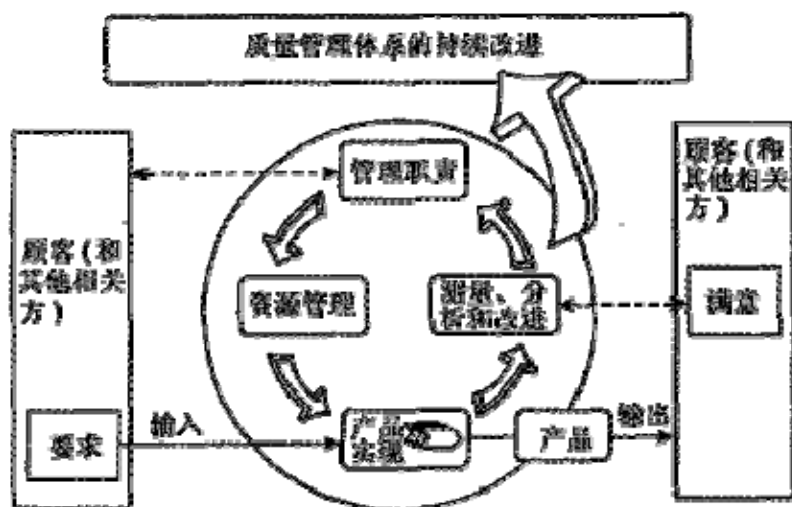 质量管理体系的持续改进
顾客(和
其他相关
方)
管理职责
顾客(和
其他相关
方)
资源管理
测量、分
析和改进
满意
要求
输入
产品
实现
产品
输出